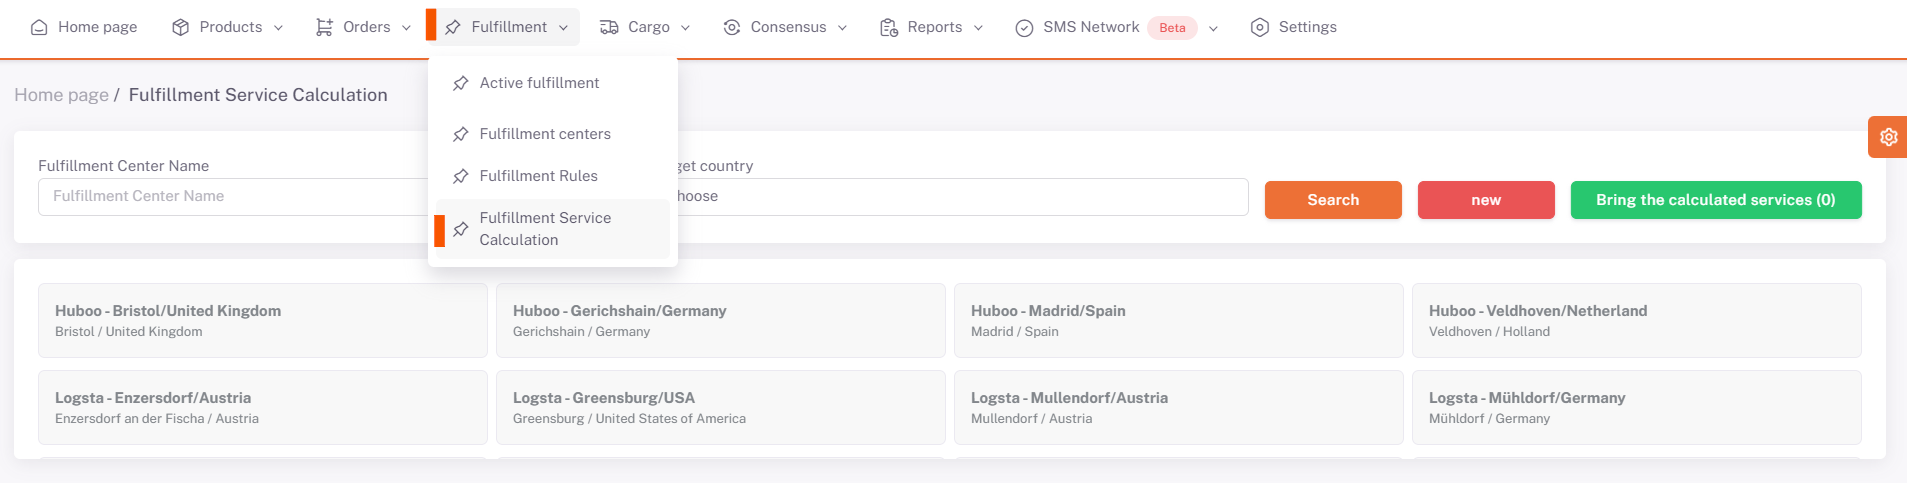 Home page
Products
Orders
Fulfillment
Cargo
Consensus
Reports
SMS Network
Beta
Settings
Active fulfillment
Fulfillment centers
Fulfillment Rules
Fulfillment Service
Calculation
Home page / Fulfillment Service Calculation
Fulfillment Center Name
get country
Fulfillment Center Name
hoose
Search
new
Bring the calculated services (0)
Huboo - Bristol/United Kingdom
Bristol / United Kingdom
Huboo - Gerichshain/Germany
Gerichshain / Germany
Huboo - Madrid/Spain
Madrid / Spain
Huboo - Veldhoven/Netherland
Veldhoven / Holland
Logsta - Enzersdorf/Austria
Enzersdorf an der Fischa / Austria
Logsta - Greensburg/USA
Greensburg / United States of America
Logsta - Mullendorf/Austria
Mullendorf / Austria
Logsta - Mühldorf/Germany
Mühldorf / Germany